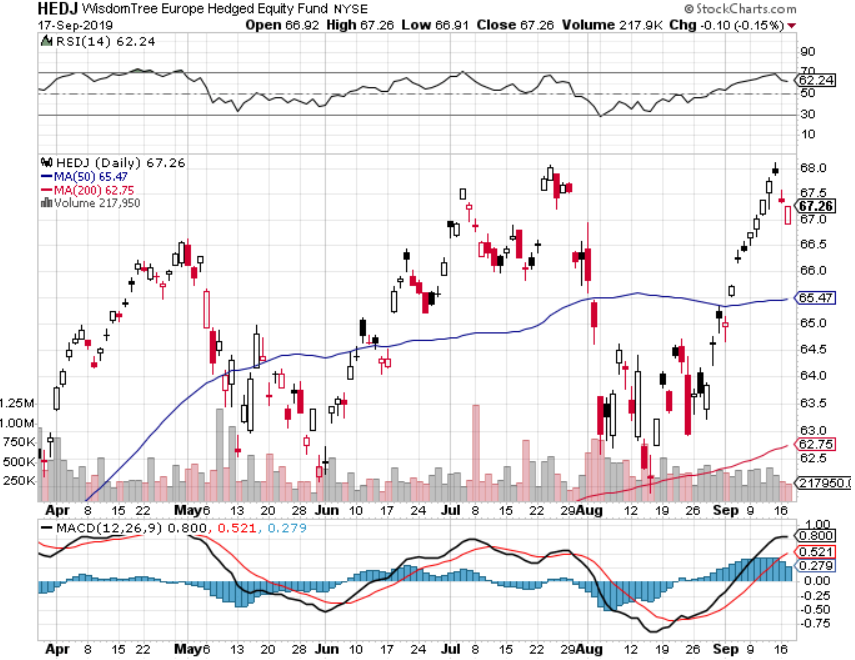 HEDJ WisdomTree Europe Hedged Equity Fund NYSE © StockCharts.com
17-Sep-2019 Open 66.92 High 67.26 Low 66.91 Close 67.26 Volume 217.9K Chg -0.10 (-0.15%)
RSI(14) 62.24
90
70
62.24
50
30
10
HEDJ (Daily) 67.26
MA(50) 65.47
MA(200) 62.75
Volume 217,950
68.0
67.5
67.26
67.0
66.5
66.0
65.47
65.0
64.5
64.0
1.25M 63.5
1.00M 63.0
750K 62.75
500K 62.5
250K 217950.0
Apr 8 15 22 May 6 13 20 28 Jun 10 17 24 Jul 8 15 22 29 Aug 12 19 26 Sep 9 16
MACD(12,26,9) 0.800, 0.521, 0.279
1.00
0.800
0.521
0.279
0.00
-0.25
-0.50
-0.75
Apr 8 15 22 May 6 13 20 28 Jun 10 17 24 Jul 8 15 22 29 Aug 12 19 26 Sep 9 16